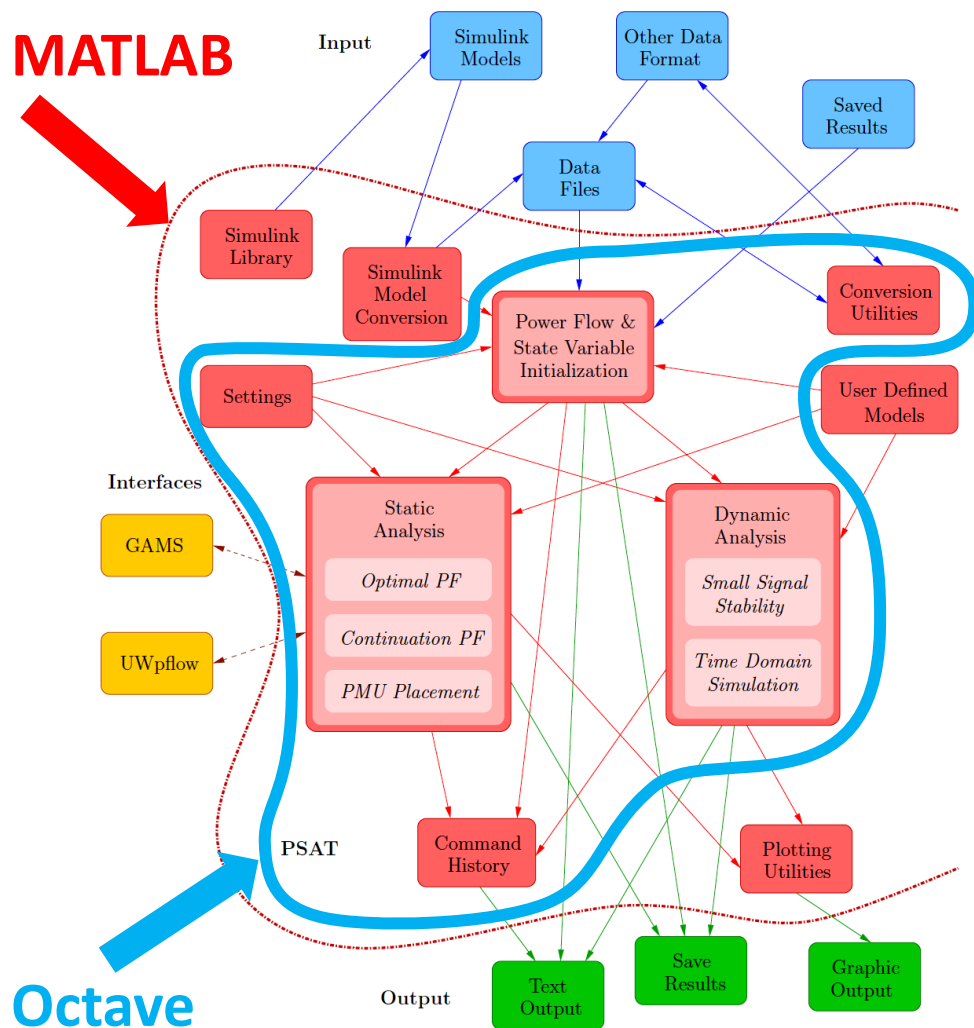 MATLAB
Input
Simulink
Models
Other Data
Format
Saved
Results
Data
Files
Simulink
Library
Simulink
Model
Conversion
Power Flow &
State Variable
Initialization
Conversion
Utilities
Settings
User Defined
Models
Interfaces
GAMS
UWpflow
Static
Analysis
Optimal PF
Continuation PF
PMU Placement
Dynamic
Analysis
Small Signal
Stability
Time Domain
Simulation
PSAT
Command
History
Plotting
Utilities
Octave
Output
Text
Output
Save
Results
Graphic
Output